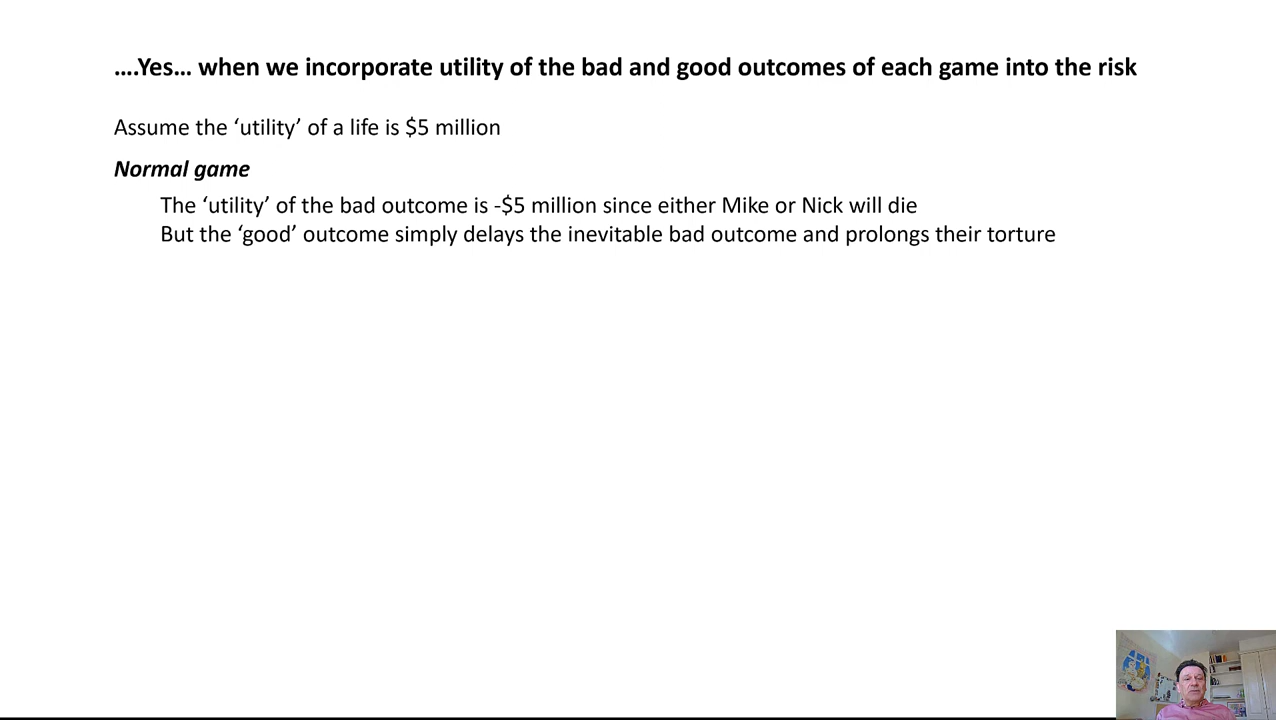 ....Yes... when we incorporate utility of the bad and good outcomes of each game into the risk
Assume the ‘utility’ of a life is $5 million
Normal game
The ‘utility’ of the bad outcome is -$5 million since either Mike or Nick will die
But the ‘good’ outcome simply delays the inevitable bad outcome and prolongs their torture